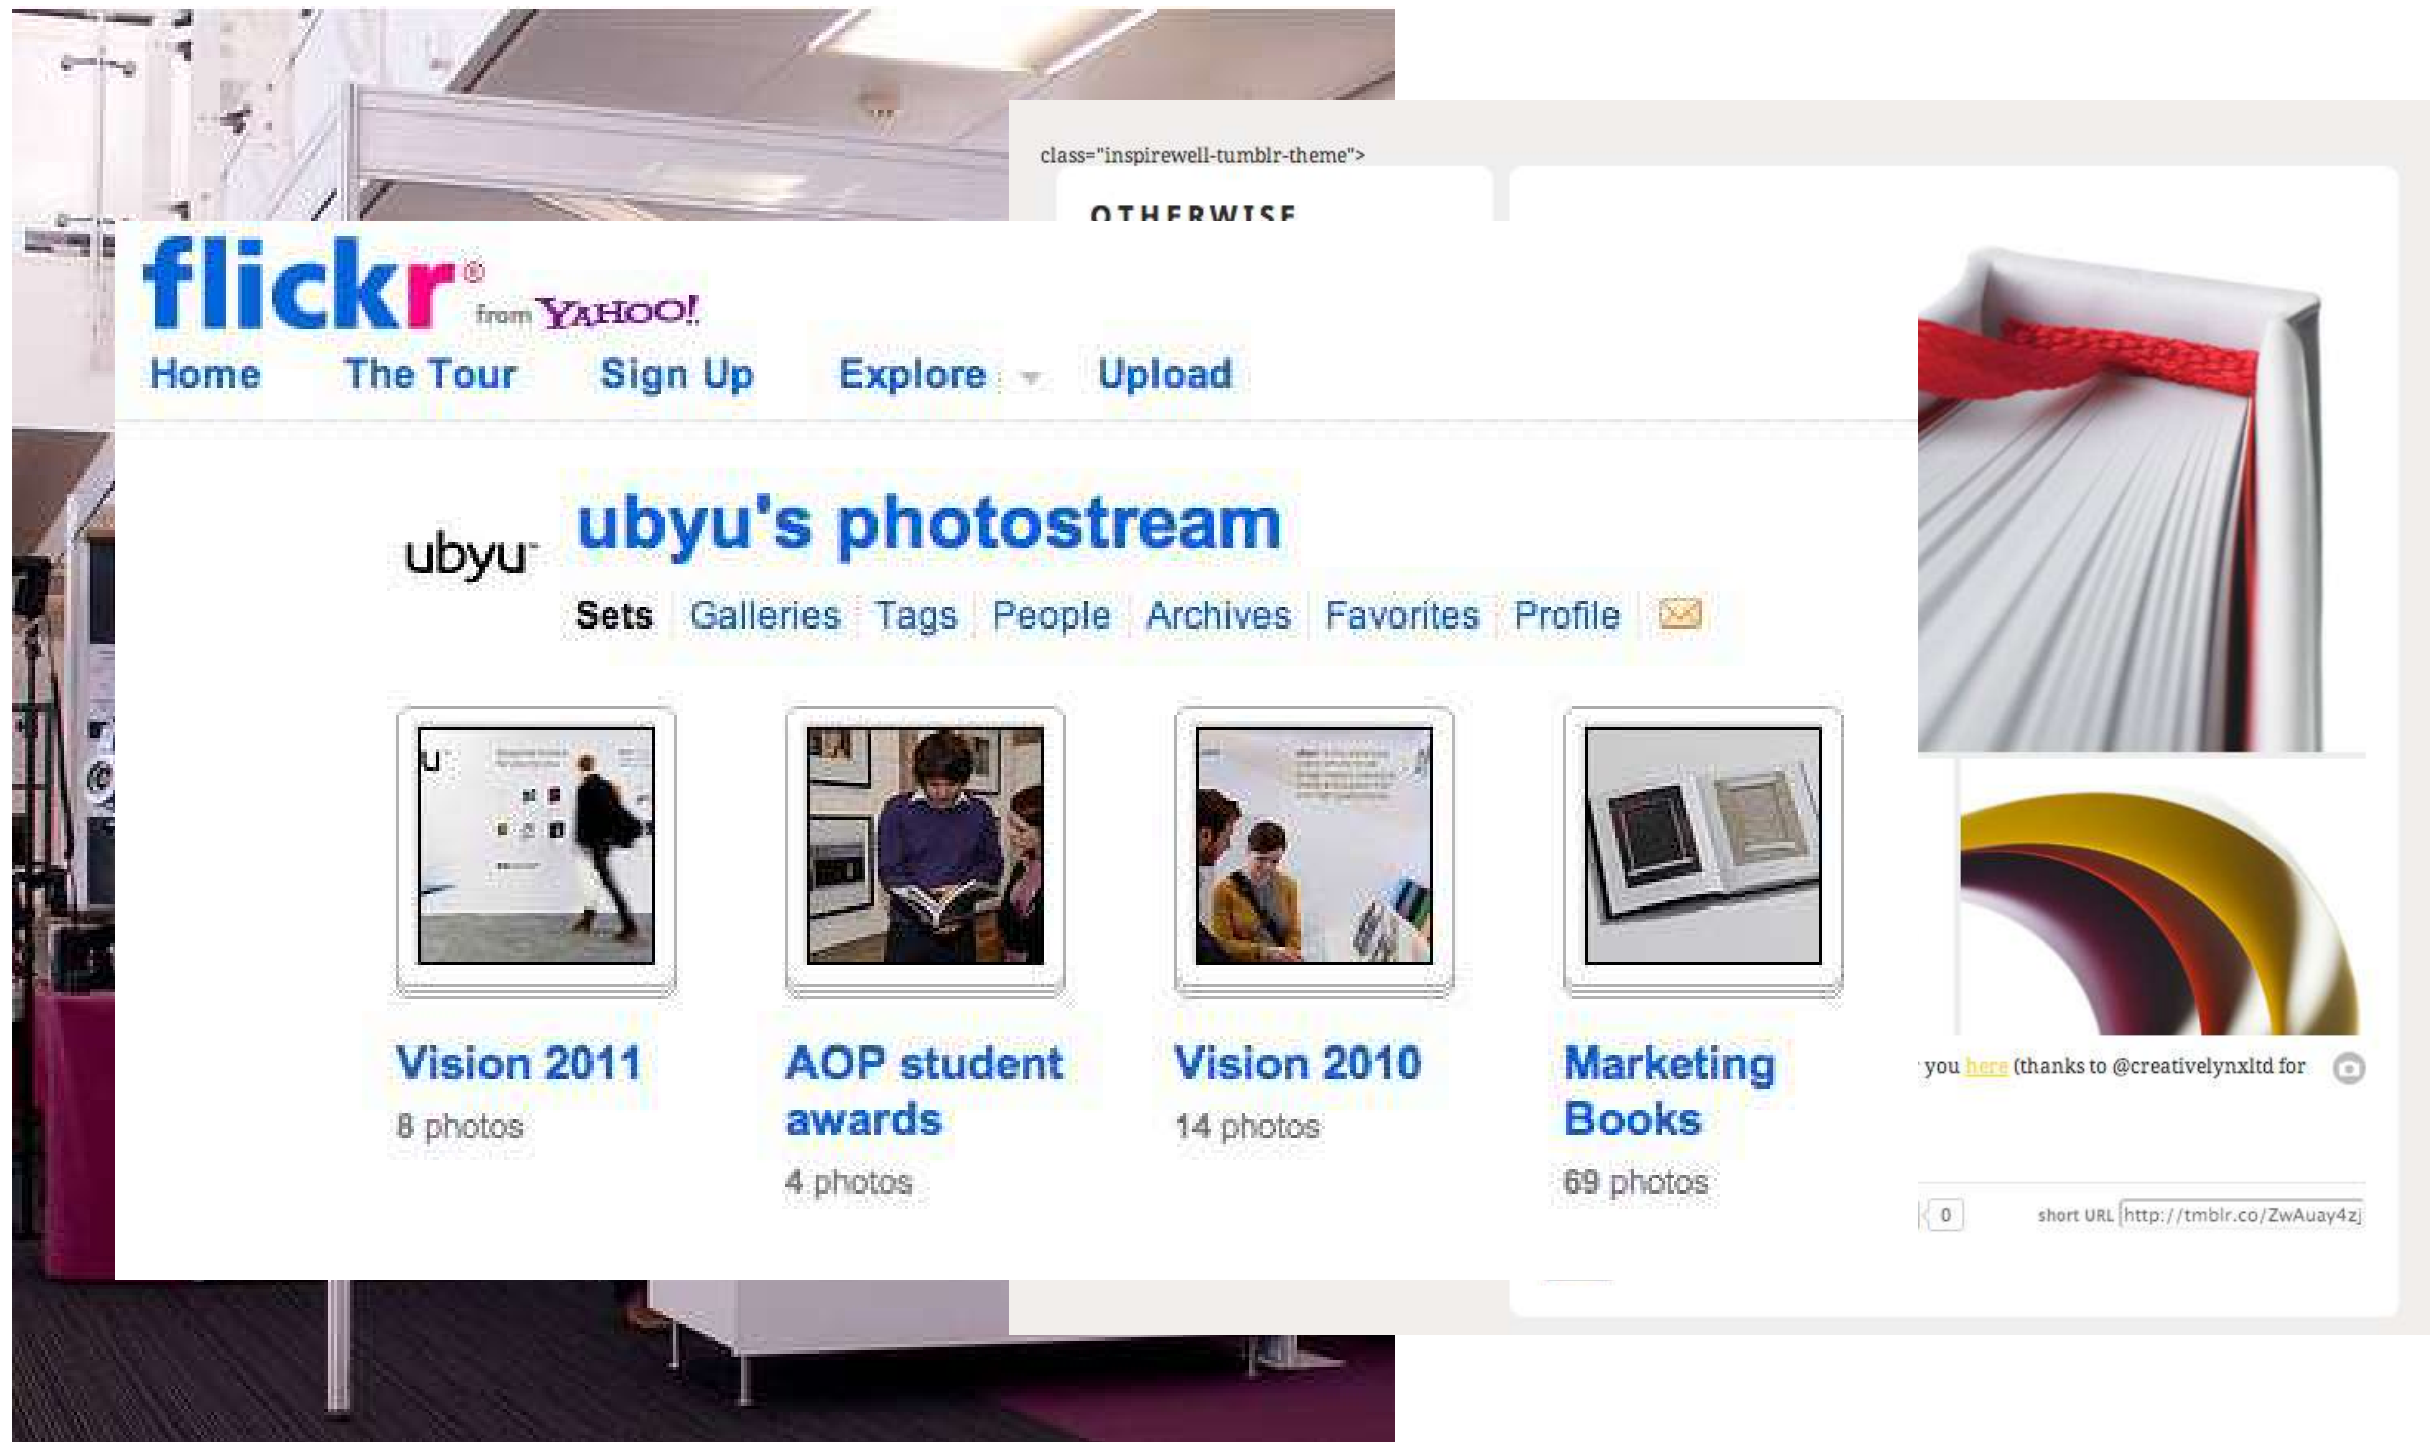 class="inspirewell-tumblr-theme">
OTHERWISE
flickr® from YAHOO!
Home The Tour Sign Up Explore Upload
ubyu™ ubyu's photostream
Sets Galleries Tags People Archives Favorites Profile
Vision 2011
8 photos
AOP student
awards
4 photos
Vision 2010
14 photos
Marketing
Books
69 photos
you here (thanks to @creativelynxltd for
0 short URL http://tmblr.co/ZwAuay4zj